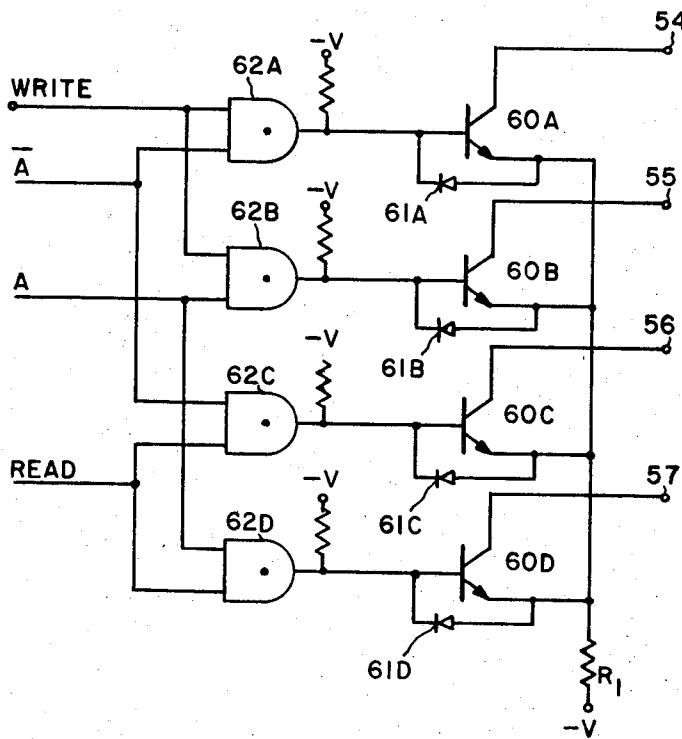 54
-V
62A
WRITE
60A
A
61A
55
-V
62B
60B
A
61B
56
-V
62C
60C
READ
61C
57
-V
62D
60D
61D
R1
-V